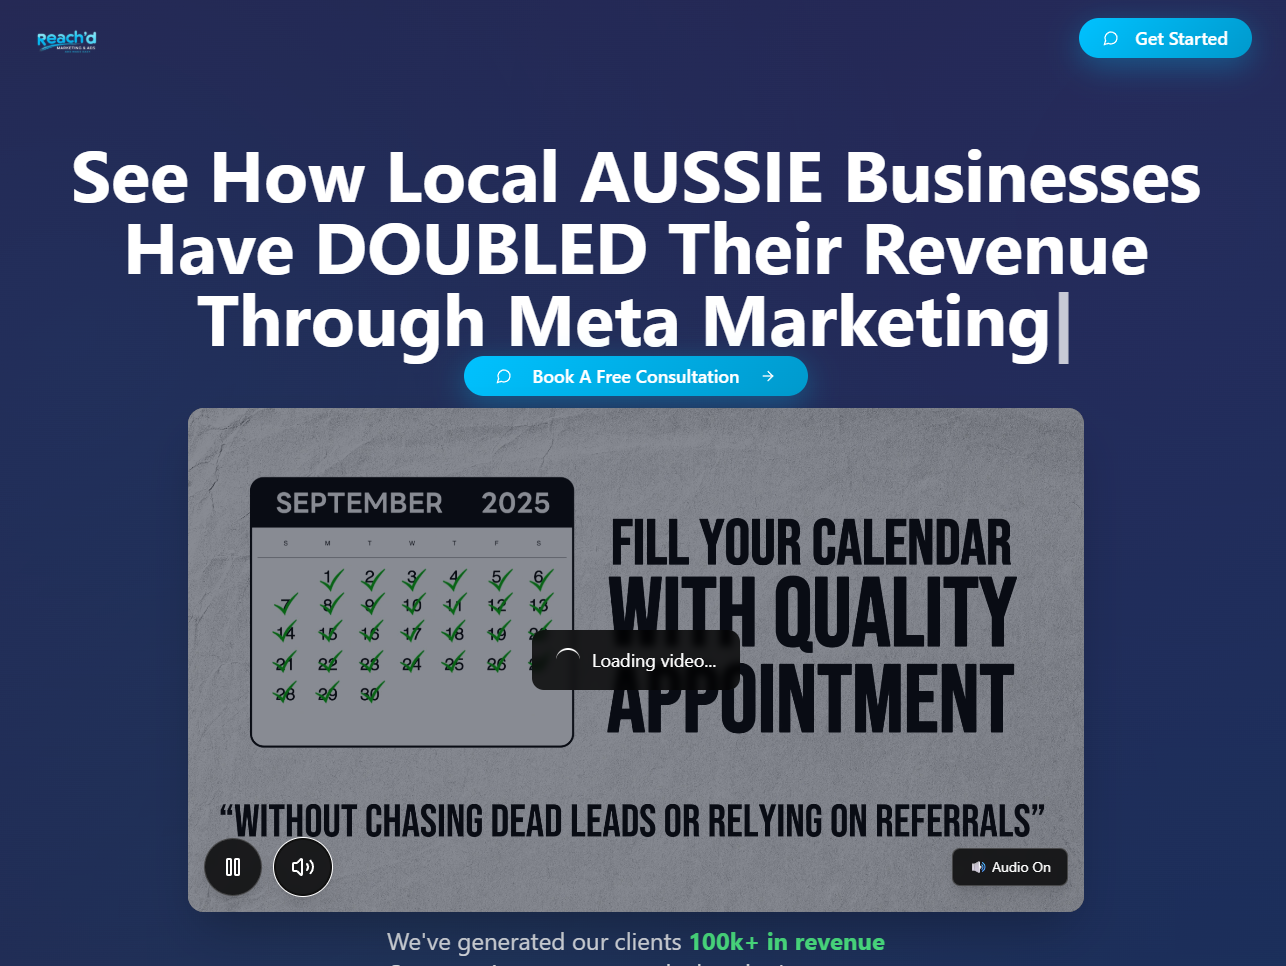 Reach'd
MARKETING & ADS
Get Started
See How Local AUSSIE Businesses
Have DOUBLED Their Revenue
Through Meta Marketing|
Book A Free Consultation
SEPTEMBER 2025
S M T W T F S
1 2 3 4 5 6
7 8 9 10 11 12 13
14 15 16 17 18 19
21 22 23 24 25 26
28 29 30
FILL YOUR CALENDAR
WITH QUALITY
APPOINTMENT
Loading video...
“WITHOUT CHASING DEAD LEADS OR RELYING ON REFERRALS”
Audio On
We've generated our clients 100k+ in revenue